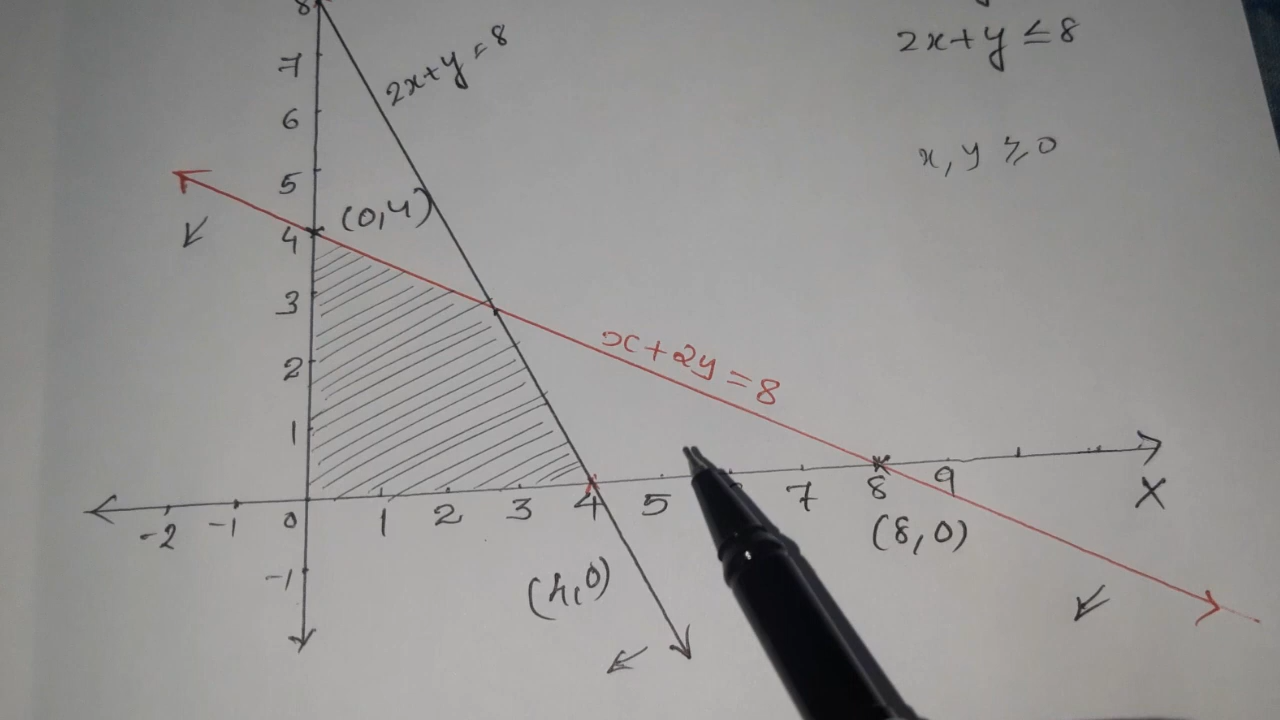 8
2x+y=8
2x+y≤8
7
6
x, y ≥ 0
5
(0,4)
4
3
x+2y=8
2
1
-2 -1 0 1 2 3 4 5 7 8 9 X
(8,0)
-1
(4,0)